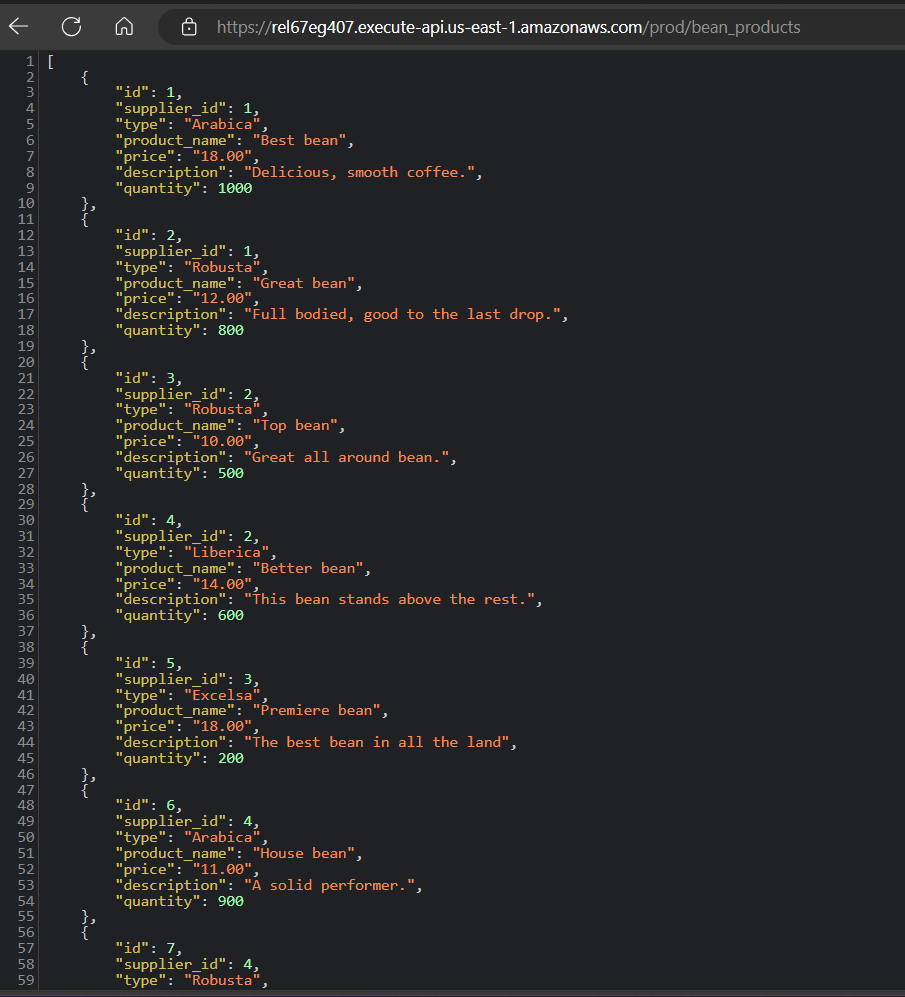 https://rel67eg407.execute-api.us-east-1.amazonaws.com/prod/bean_products
1 [
2 {
3 "id": 1,
4 "supplier_id": 1,
5 "type": "Arabica",
6 "product_name": "Best bean",
7 "price": "18.00",
8 "description": "Delicious, smooth coffee.",
9 "quantity": 1000
10 },
11 {
12 "id": 2,
13 "supplier_id": 1,
14 "type": "Robusta",
15 "product_name": "Great bean",
16 "price": "12.00",
17 "description": "Full bodied, good to the last drop.",
18 "quantity": 800
19 },
20 {
21 "id": 3,
22 "supplier_id": 2,
23 "type": "Robusta",
24 "product_name": "Top bean",
25 "price": "10.00",
26 "description": "Great all around bean.",
27 "quantity": 500
28 },
29 {
30 "id": 4,
31 "supplier_id": 2,
32 "type": "Liberica",
33 "product_name": "Better bean",
34 "price": "14.00",
35 "description": "This bean stands above the rest.",
36 "quantity": 600
37 },
38 {
39 "id": 5,
40 "supplier_id": 3,
41 "type": "Excelsa",
42 "product_name": "Premiere bean",
43 "price": "18.00",
44 "description": "The best bean in all the land",
45 "quantity": 200
46 },
47 {
48 "id": 6,
49 "supplier_id": 4,
50 "type": "Arabica",
51 "product_name": "House bean",
52 "price": "11.00",
53 "description": "A solid performer.",
54 "quantity": 900
55 },
56 {
57 "id": 7,
58 "supplier_id": 4,
59 "type": "Robusta",